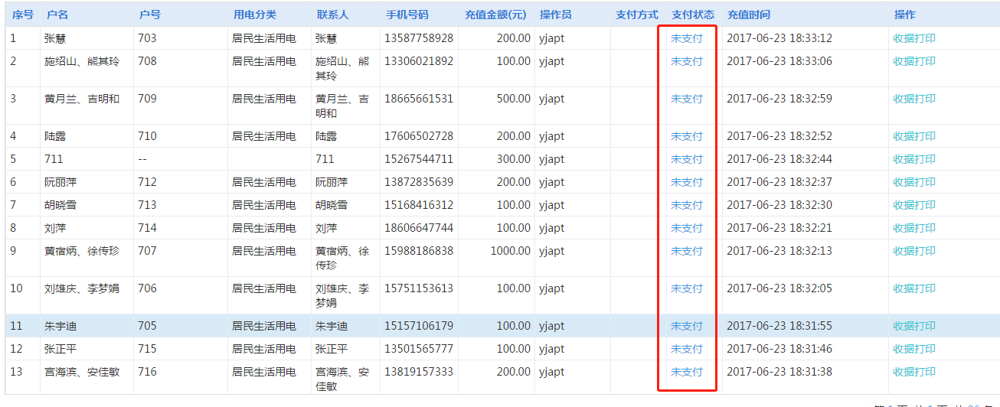 序号 户名 户号 用电分类 联系人 手机号码 充值金额(元) 操作员 支付方式 支付状态 充值时间 操作
1 张慧 703 居民生活用电 张慧 13587758928 200.00 yjapt 未支付 2017-06-23 18:33:12 收据打印
2 施绍山、熊其玲 708 居民生活用电 施绍山、熊 13306021892 100.00 yjapt 未支付 2017-06-23 18:33:06 收据打印
其玲
3 黄月兰、吉明和 709 居民生活用电 黄月兰、吉 18665661531 500.00 yjapt 未支付 2017-06-23 18:32:59 收据打印
明和
4 陆露 710 居民生活用电 陆露 17606502728 200.00 yjapt 未支付 2017-06-23 18:32:52 收据打印
5 711 -- 711 15267544711 300.00 yjapt 未支付 2017-06-23 18:32:44 收据打印
6 阮丽萍 712 居民生活用电 阮丽萍 13872835639 200.00 yjapt 未支付 2017-06-23 18:32:37 收据打印
7 胡晓雪 713 居民生活用电 胡晓雪 15168416312 100.00 yjapt 未支付 2017-06-23 18:32:30 收据打印
8 刘萍 714 居民生活用电 刘萍 18606647744 100.00 yjapt 未支付 2017-06-23 18:32:21 收据打印
9 黄宿炳、徐传珍 707 居民生活用电 黄宿炳、徐 15988186838 1000.00 yjapt 未支付 2017-06-23 18:32:13 收据打印
传珍
10 刘雄庆、李梦娟 706 居民生活用电 刘雄庆、李 15751153613 100.00 yjapt 未支付 2017-06-23 18:32:05 收据打印
梦娟
11 朱宇迪 705 居民生活用电 朱宇迪 15157106179 100.00 yjapt 未支付 2017-06-23 18:31:55 收据打印
12 张正平 715 居民生活用电 张正平 13501565777 100.00 yjapt 未支付 2017-06-23 18:31:46 收据打印
13 宫海滨、安佳敏 716 居民生活用电 宫海滨、安 13819157333 200.00 yjapt 未支付 2017-06-23 18:31:38 收据打印
佳敏